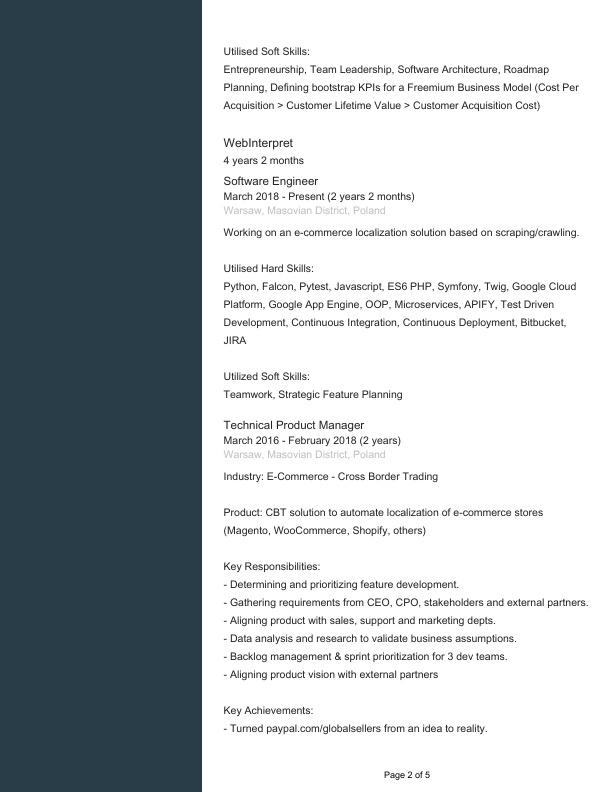 Utilised Soft Skills:
Entrepreneurship, Team Leadership, Software Architecture, Roadmap
Planning, Defining bootstrap KPIs for a Freemium Business Model (Cost Per
Acquisition > Customer Lifetime Value > Customer Acquisition Cost)
WebInterpret
4 years 2 months
Software Engineer
March 2018 - Present (2 years 2 months)
Warsaw, Masovian District, Poland
Working on an e-commerce localization solution based on scraping/crawling.
Utilised Hard Skills:
Python, Falcon, Pytest, Javascript, ES6 PHP, Symfony, Twig, Google Cloud
Platform, Google App Engine, OOP, Microservices, APIFY, Test Driven
Development, Continuous Integration, Continuous Deployment, Bitbucket,
JIRA
Utilized Soft Skills:
Teamwork, Strategic Feature Planning
Technical Product Manager
March 2016 - February 2018 (2 years)
Warsaw, Masovian District, Poland
Industry: E-Commerce - Cross Border Trading
Product: CBT solution to automate localization of e-commerce stores
(Magento, WooCommerce, Shopify, others)
Key Responsibilities:
- Determining and prioritizing feature development.
- Gathering requirements from CEO, CPO, stakeholders and external partners.
- Aligning product with sales, support and marketing depts.
- Data analysis and research to validate business assumptions.
- Backlog management & sprint prioritization for 3 dev teams.
- Aligning product vision with external partners
Key Achievements:
- Turned paypal.com/globalsellers from an idea to reality.
Page 2 of 5